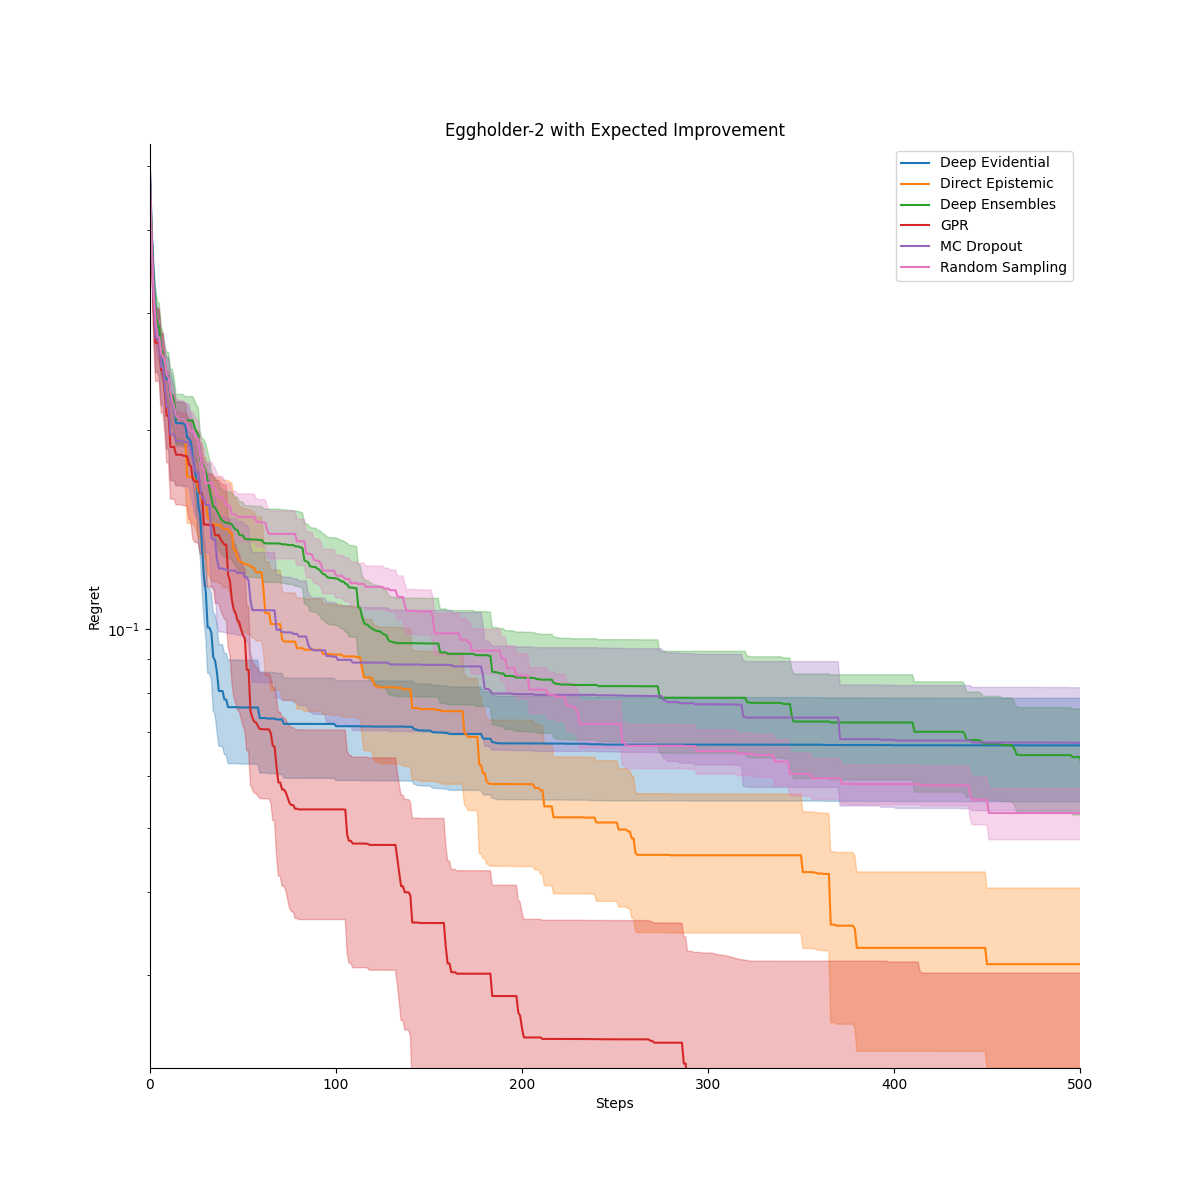 Eggholder-2 with Expected Improvement
Deep Evidential
Direct Epistemic
Deep Ensembles
GPR
MC Dropout
Random Sampling
Regret
10⁻¹
0 100 200 300 400 500
Steps